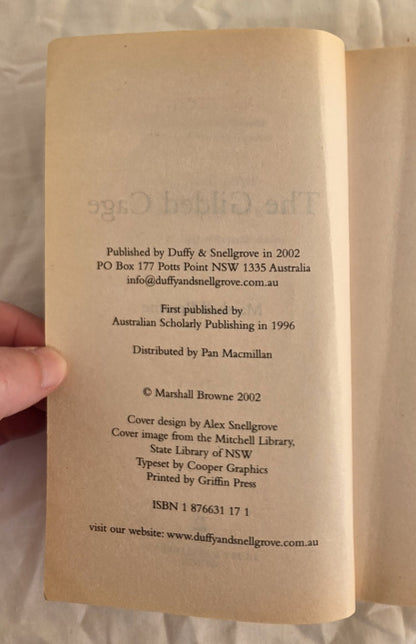 The Gilded Cage
Published by Duffy & Snellgrove in 2002
PO Box 177 Potts Point NSW 1335 Australia
info@duffyandsnellgrove.com.au
First published by
Australian Scholarly Publishing in 1996
Distributed by Pan Macmillan
© Marshall Browne 2002
Cover design by Alex Snellgrove
Cover image from the Mitchell Library,
State Library of NSW
Typeset by Cooper Graphics
Printed by Griffin Press
ISBN 1 876631 17 1
visit our website: www.duffyandsnellgrove.com.au